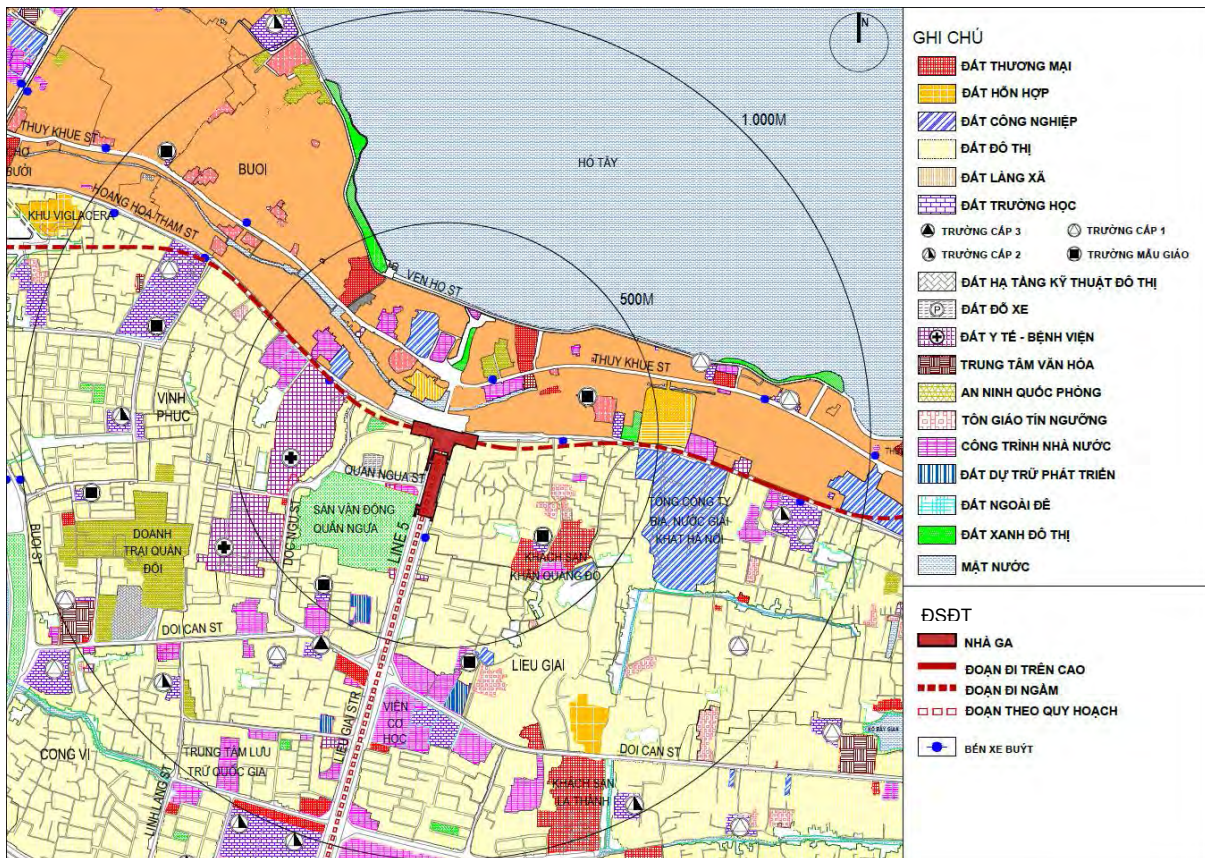 N
1.000M
HỒ TÂY
THUY KHUE ST
BUOI
CHỢ
BƯỞI
HOANG HOA THAM ST
KHU VIGLACERA
VEN HO ST
500M
THUY KHUE ST
VINH
PHUC
QUAN NGUA ST
SÂN VẬN ĐỘNG
QUẦN NGỰA
DOC NGU ST
LINE 5
TỔNG CÔNG TY
BIA, NƯỚC GIẢI
KHÁT HÀ NỘI
KHÁCH SẠN
KHĂN QUÀNG ĐỎ
BUOI ST
DOANH
TRẠI QUÂN
ĐỘI
DOI CAN ST
LIEU GIAI
VIỆN
CƠ
HỌC
LIEU GIAI STR
CONG VI
TRUNG TÂM LƯU
TRỮ QUỐC GIA
LINH LANG ST
DOI CAN ST
KHÁCH SẠN
LA THÀNH
GHI CHÚ
ĐẤT THƯƠNG MẠI
ĐẤT HỖN HỢP
ĐẤT CÔNG NGHIỆP
ĐẤT ĐÔ THỊ
ĐẤT LÀNG XÃ
ĐẤT TRƯỜNG HỌC
TRƯỜNG CẤP 3
TRƯỜNG CẤP 1
TRƯỜNG CẤP 2
TRƯỜNG MẪU GIÁO
ĐẤT HẠ TẦNG KỸ THUẬT ĐÔ THỊ
P ĐẤT ĐỖ XE
ĐẤT Y TẾ - BỆNH VIỆN
TRUNG TÂM VĂN HÓA
AN NINH QUỐC PHÒNG
TÔN GIÁO TÍN NGƯỠNG
CÔNG TRÌNH NHÀ NƯỚC
ĐẤT DỰ TRỮ PHÁT TRIỂN
ĐẤT NGOÀI ĐÊ
ĐẤT XANH ĐÔ THỊ
MẶT NƯỚC
ĐSĐT
NHÀ GA
ĐOẠN ĐI TRÊN CAO
ĐOẠN ĐI NGẦM
ĐOẠN THEO QUY HOẠCH
BẾN XE BUÝT